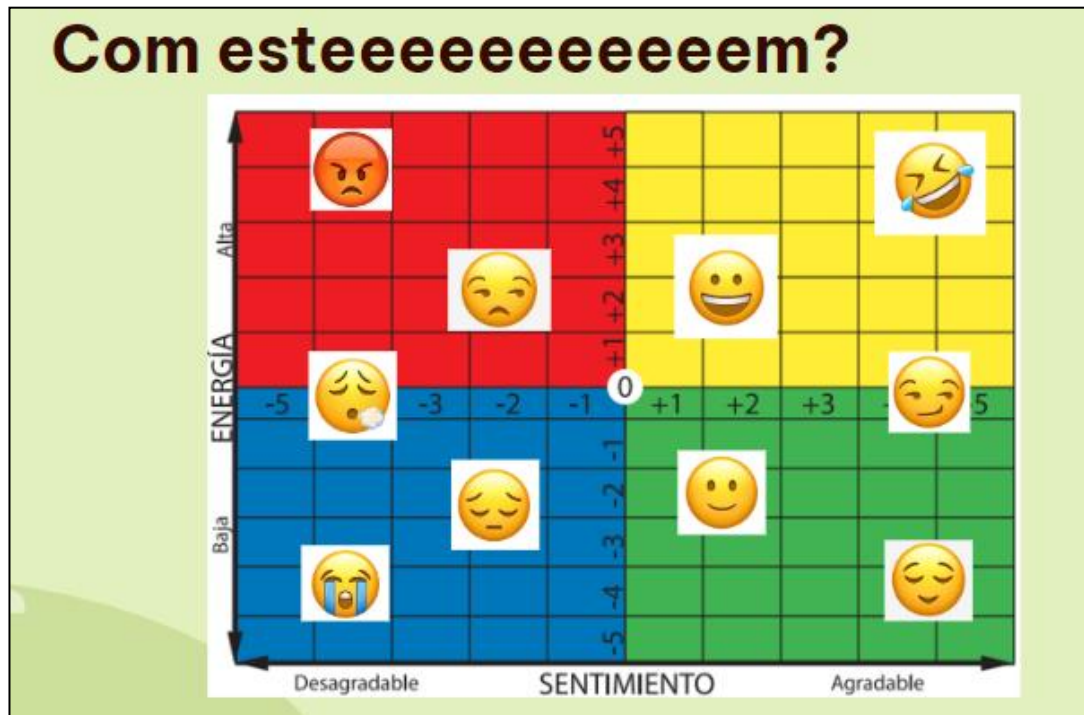 Com esteeeeeeeeeeem?
+5
+4
+3
+2
+1
Alta
ENERGÍA
Baja
-5
-3
-2
-1
0
+1
+2
+3
5
-1
-2
-3
-4
-5
Desagradable
SENTIMIENTO
Agradable